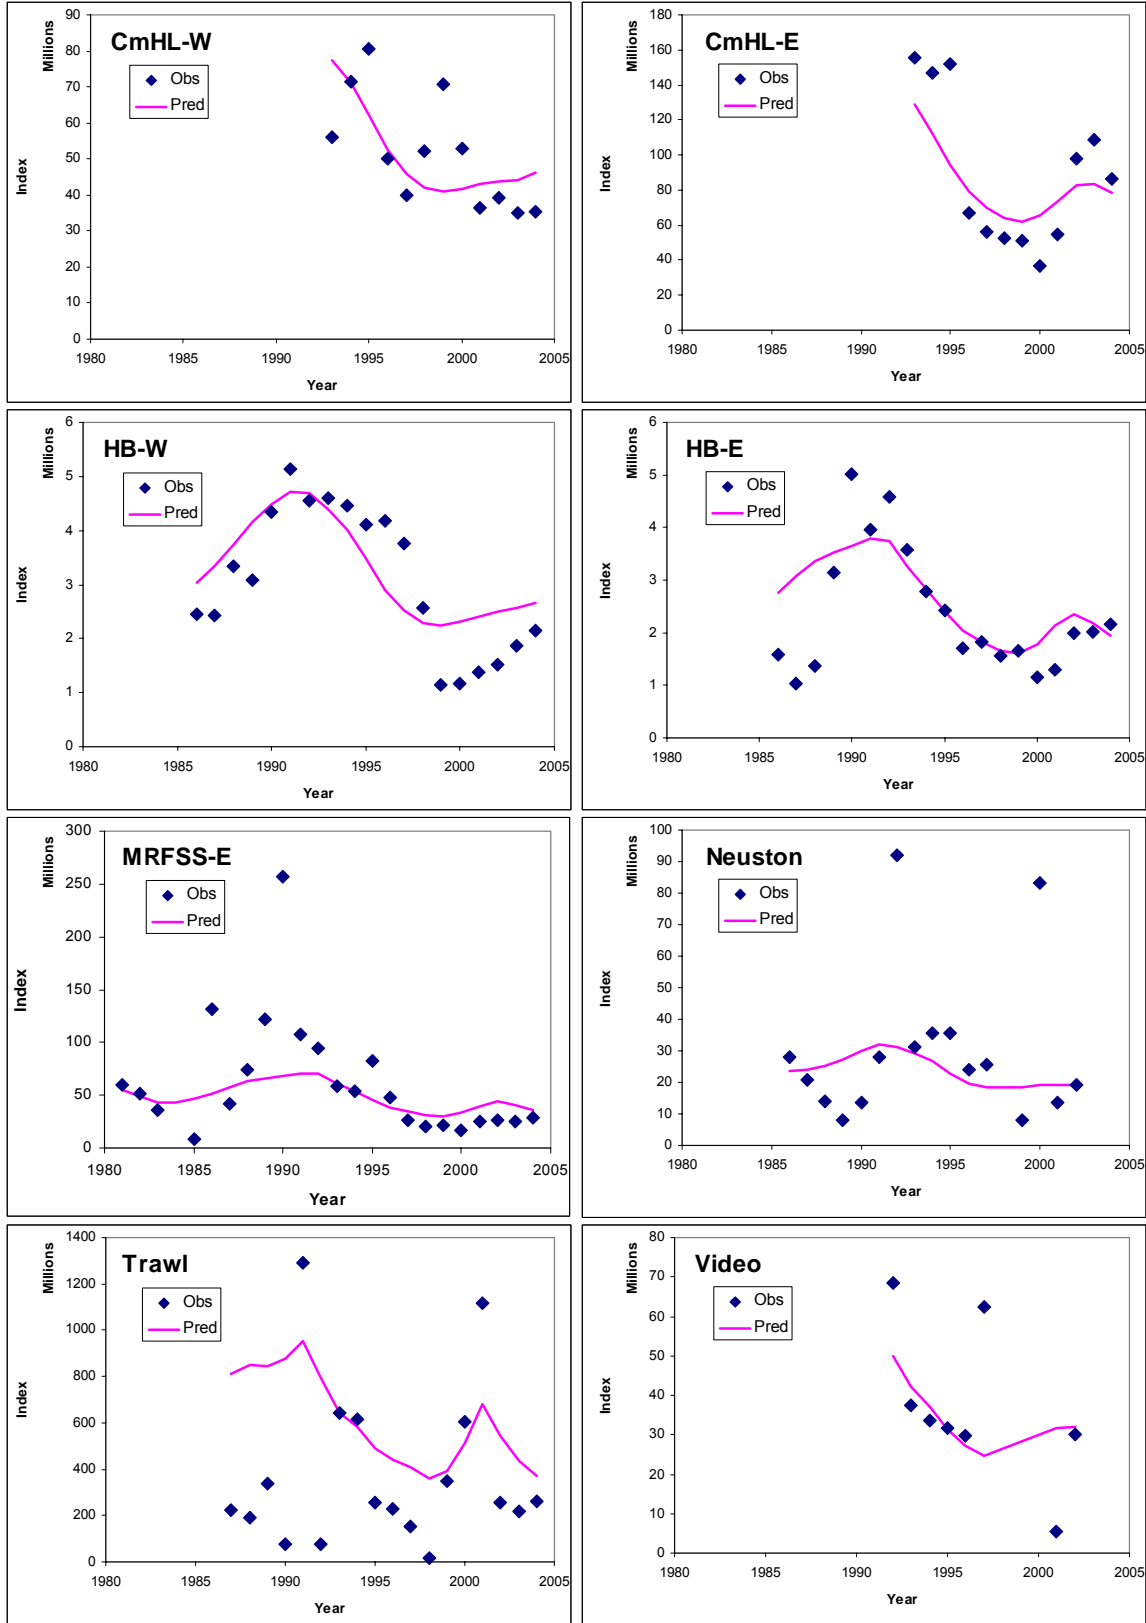 CmHL-W
Millions
Index
90
80
70
60
50
40
30
20
10
0
Obs
Pred
1980 1985 1990 1995 2000 2005
Year
CmHL-E
Millions
Index
180
160
140
120
100
80
60
40
20
0
Obs
Pred
1980 1985 1990 1995 2000 2005
Year
HB-W
Millions
Index
6
5
4
3
2
1
0
Obs
Pred
1980 1985 1990 1995 2000 2005
Year
HB-E
Millions
Index
6
5
4
3
2
1
0
Obs
Pred
1980 1985 1990 1995 2000 2005
Year
MRFSS-E
Millions
Index
300
250
200
150
100
50
0
Obs
Pred
1980 1985 1990 1995 2000 2005
Year
Neuston
Millions
Index
100
90
80
70
60
50
40
30
20
10
0
Obs
Pred
1980 1985 1990 1995 2000 2005
Year
Trawl
Millions
Index
1400
1200
1000
800
600
400
200
0
Obs
Pred
1980 1985 1990 1995 2000 2005
Year
Video
Millions
Index
80
70
60
50
40
30
20
10
0
Obs
Pred
1980 1985 1990 1995 2000 2005
Year